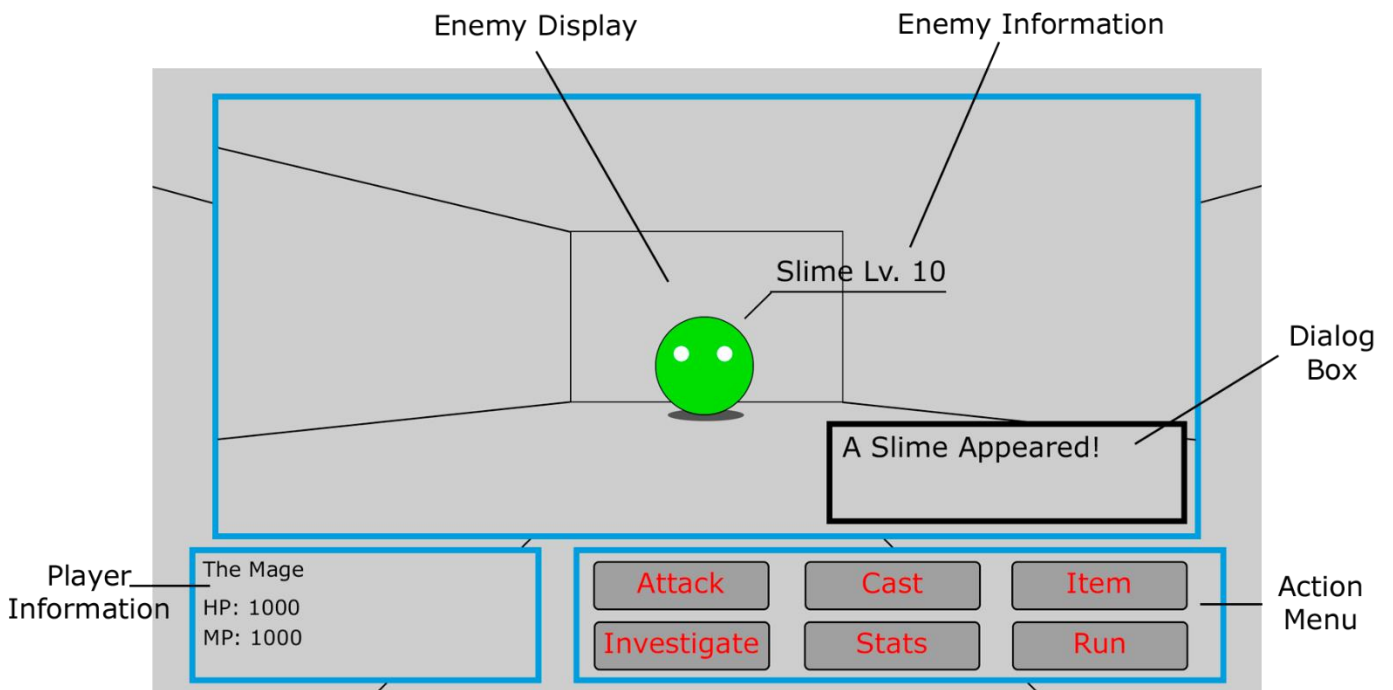 Enemy Display
Enemy Information
Slime Lv. 10
Dialog
Box
A Slime Appeared!
Player
Information
The Mage
HP: 1000
MP: 1000
Attack
Cast
Item
Investigate
Stats
Run
Action
Menu